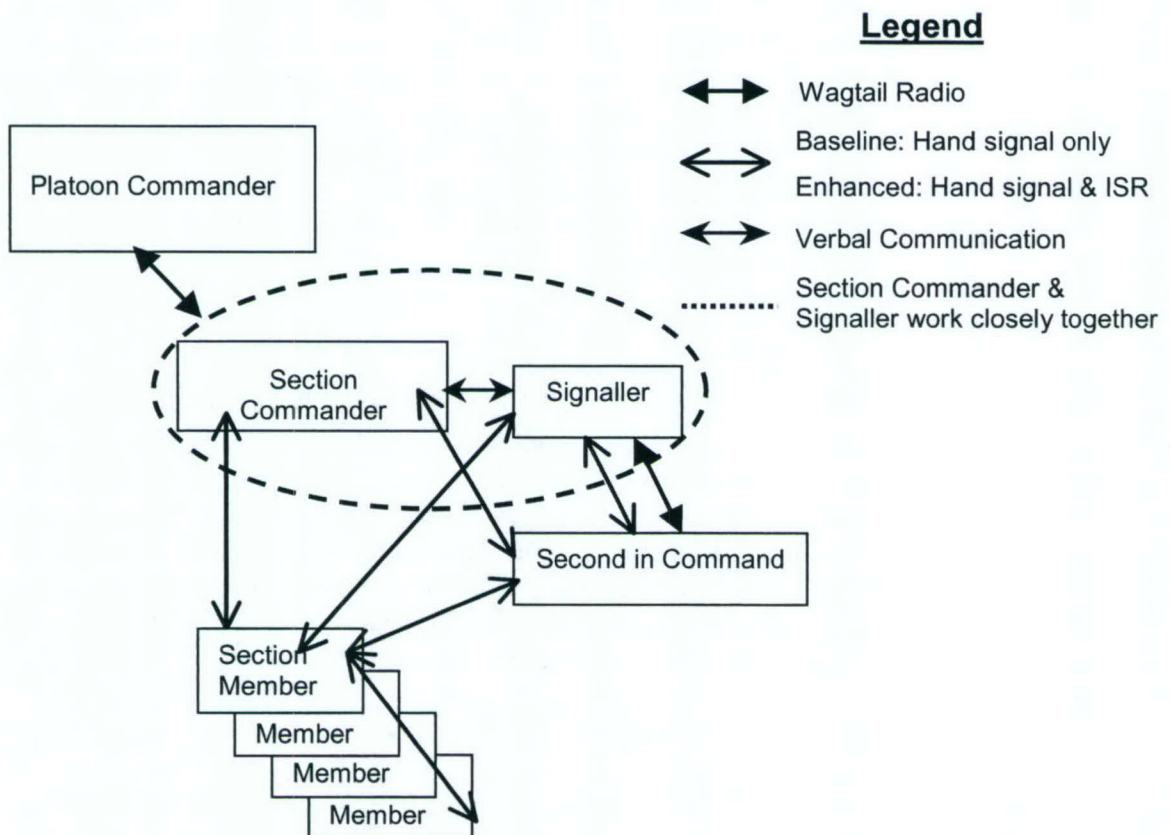 Legend
Wagtail Radio
Baseline: Hand signal only
Enhanced: Hand signal & ISR
Verbal Communication
Section Commander &
Signaller work closely together
Platoon Commander
Section
Commander
Signaller
Second in Command
Section
Member
Member
Member
Member